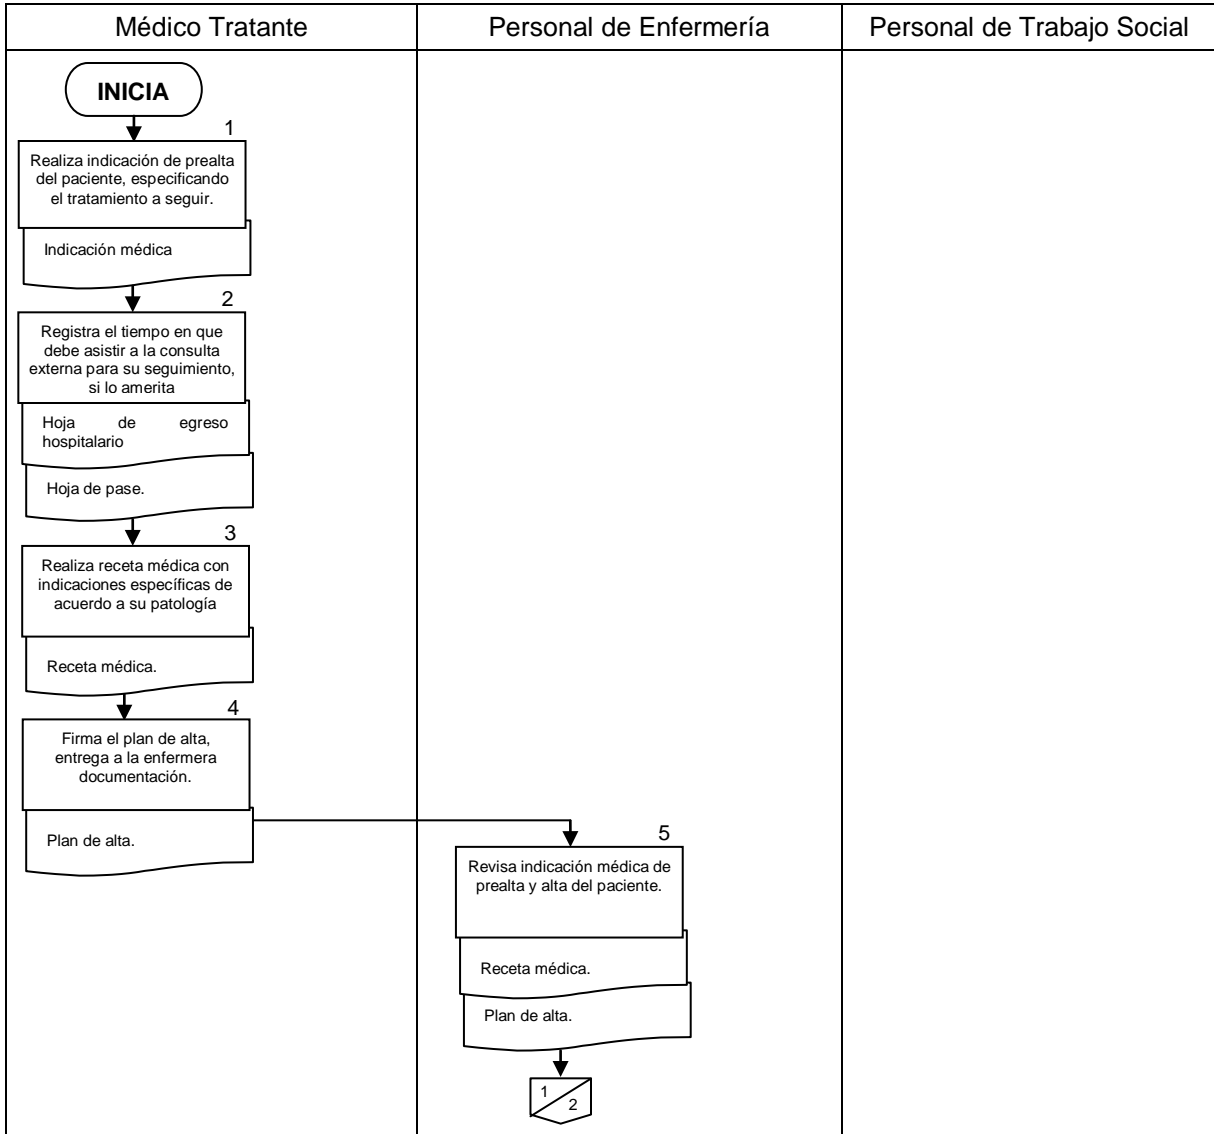 Médico Tratante
Personal de Enfermería
Personal de Trabajo Social
INICIA
1
Realiza indicación de prealta
del paciente, especificando
el tratamiento a seguir.
Indicación médica
2
Registra el tiempo en que
debe asistir a la consulta
externa para su seguimiento,
si lo amerita
Hoja de egreso
hospitalario
Hoja de pase.
3
Realiza receta médica con
indicaciones específicas de
acuerdo a su patología
Receta médica.
4
Firma el plan de alta,
entrega a la enfermera
documentación.
Plan de alta.
5
Revisa indicación médica de
prealta y alta del paciente.
Receta médica.
Plan de alta.
1
2